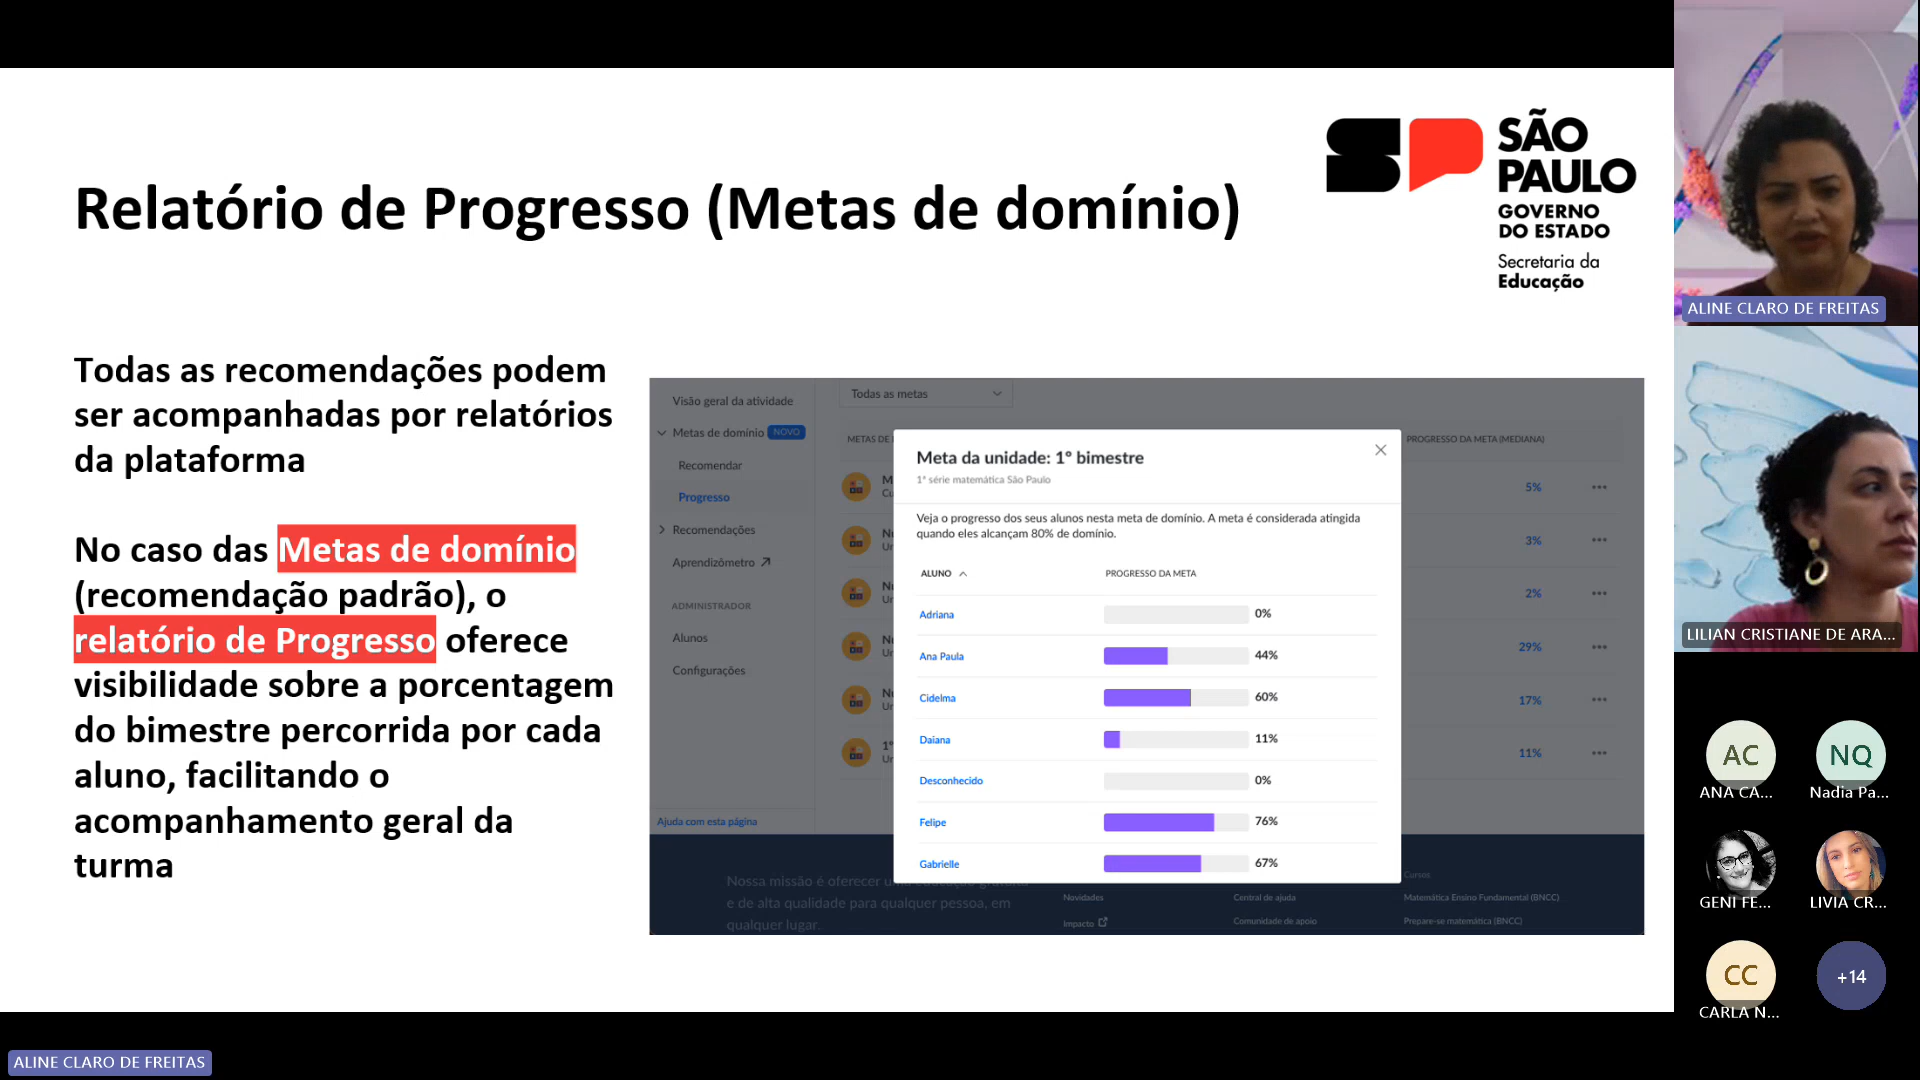 Relatório de Progresso (Metas de domínio)
SÃO
PAULO
GOVERNO
DO ESTADO
Secretaria da
Educação
Todas as recomendações podem
ser acompanhadas por relatórios
da plataforma
No caso das Metas de domínio
(recomendação padrão), o
relatório de Progresso oferece
visibilidade sobre a porcentagem
do bimestre percorrida por cada
aluno, facilitando o
acompanhamento geral da
turma
Visão geral da atividade
Metas de domínio NOVO
Recomendar
Progresso
Recomendações
Aprendizômetro
ADMINISTRADOR
Alunos
Configurações
Ajuda com esta página
Todas as metas
METAS DE
PROGRESSO DA META (MEDIANA)
5%
3%
2%
29%
17%
11%
Meta da unidade: 1º bimestre
1ª série matemática São Paulo
Veja o progresso dos seus alunos nesta meta de domínio. A meta é considerada atingida
quando eles alcançam 80% de domínio.
ALUNO PROGRESSO DA META
Adriana 0%
Ana Paula 44%
Cidelma 60%
Daiana 11%
Desconhecido 0%
Felipe 76%
Gabrielle 67%
Nossa missão é oferecer
e de alta qualidade para qualquer pessoa, em
qualquer lugar.
Novidades
Impacto
Central de ajuda
Comunidade de apoio
Cursos
Matemática Ensino Fundamental (BNCC)
Prepare-se matemática (BNCC)
ALINE CLARO DE FREITAS
LILIAN CRISTIANE DE ARA...
AC
ANA CA...
NQ
Nadia Pa...
GENI FE...
LIVIA CR...
CC
CARLA N...
+14
ALINE CLARO DE FREITAS